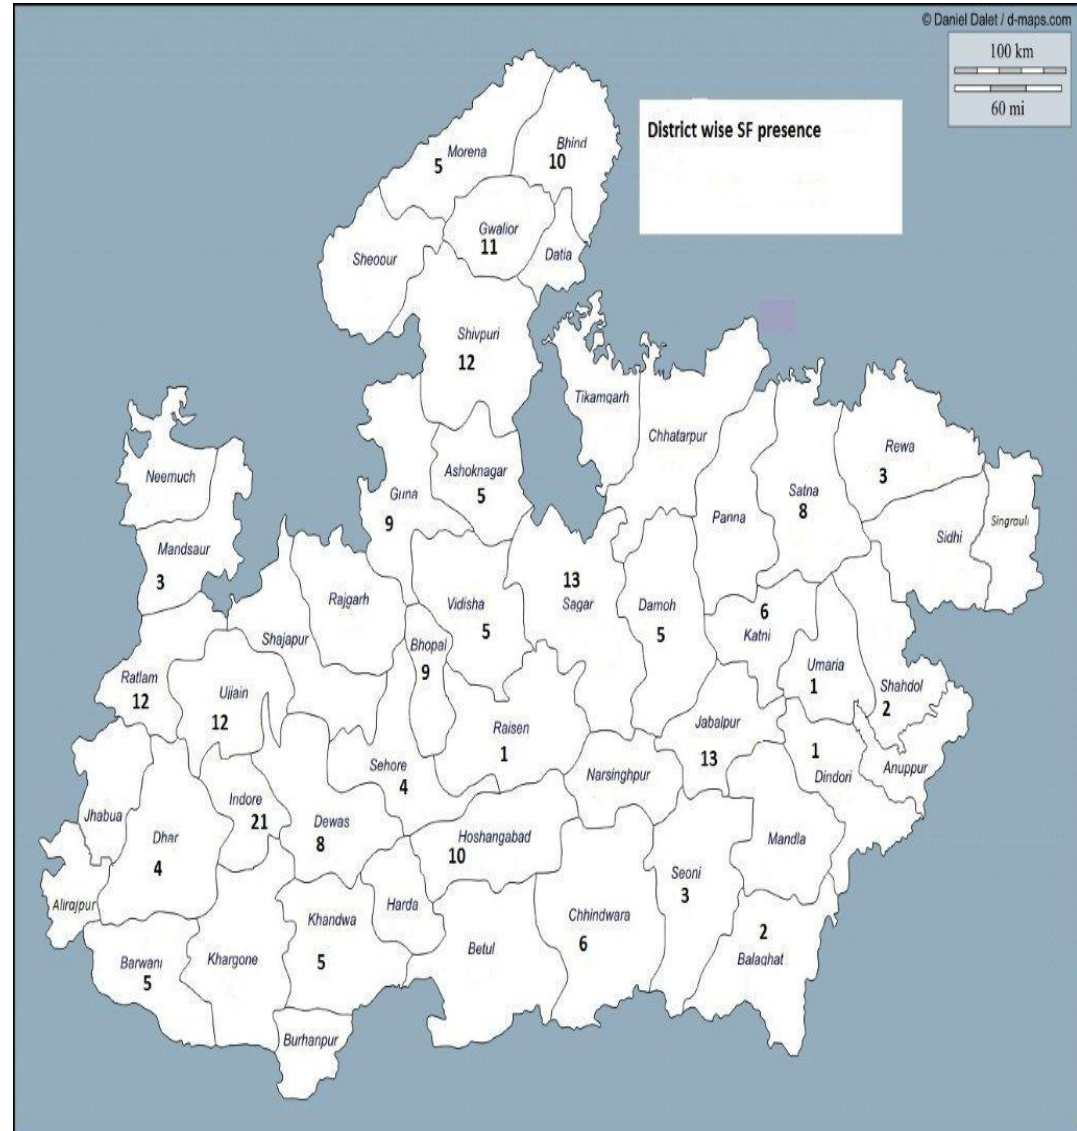 © Daniel Dalet / d-maps.com
100 km
60 mi
District wise SF presence
Bhind
10
Morena
5
Gwalior
11
Datia
Sheopur
Shivpuri
12
Tikamgarh
Chhatarpur
Rewa
3
Neemuch
Ashoknagar
5
Guna
9
Satna
8
Panna
Singrauli
Sidhi
Mandsaur
3
Rajgarh
Vidisha
5
13
Sagar
Damoh
5
6
Katni
Shajapur
Bhopal
9
Umaria
1
Ratlam
12
Ujjain
12
Shahdol
2
Raisen
1
Jabalpur
13
1
Dindori
Anuppur
Sehore
4
Narsinghpur
Indore
21
Jhabua
Dewas
8
Dhar
4
Hoshangabad
10
Mandla
Seoni
3
Alirajpur
Harda
Khandwa
5
Chhindwara
6
2
Balaghat
Betul
Khargone
Barwani
5
Burhanpur